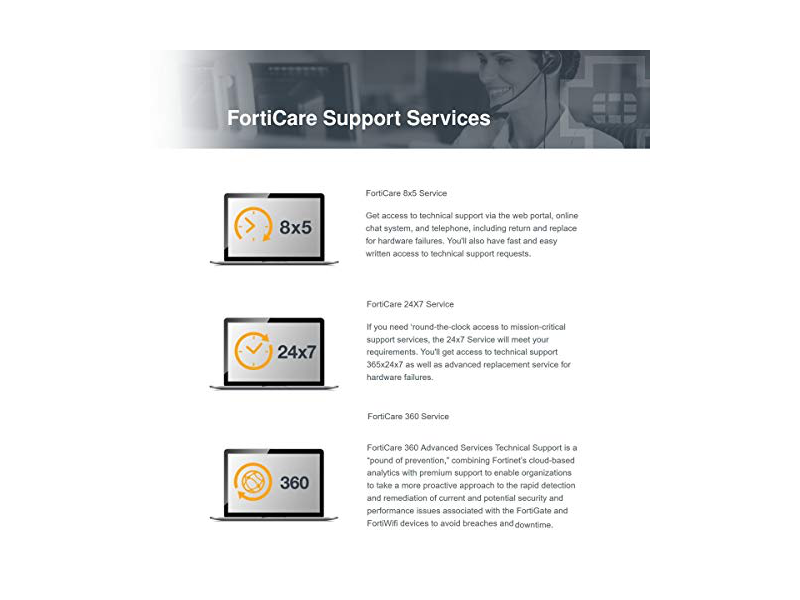 FortiCare Support Services
FortiCare 8x5 Service
8x5
Get access to technical support via the web portal, online
chat system, and telephone, including return and replace
for hardware failures. You'll also have fast and easy
written access to technical support requests.
FortiCare 24X7 Service
24x7
If you need 'round-the-clock access to mission-critical
support services, the 24x7 Service will meet your
requirements. You'll get access to technical support
365x24x7 as well as advanced replacement service for
hardware failures.
FortiCare 360 Service
360
FortiCare 360 Advanced Services Technical Support is a
"pound of prevention," combining Fortinet's cloud-based
analytics with premium support to enable organizations
to take a more proactive approach to the rapid detection
and remediation of current and potential security and
performance issues associated with the FortiGate and
FortiWifi devices to avoid breaches and downtime.